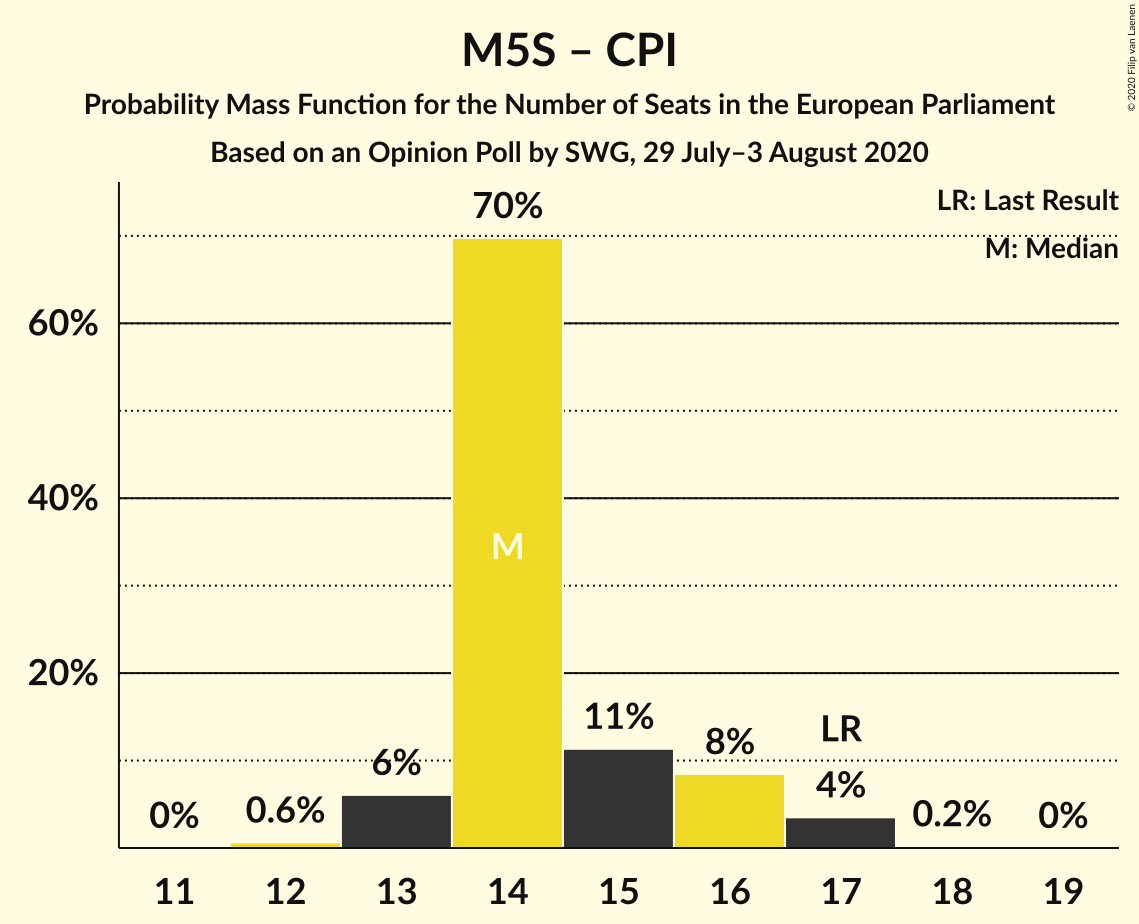 M5S – CPI
Probability Mass Function for the Number of Seats in the European Parliament
Based on an Opinion Poll by SWG, 29 July–3 August 2020
© 2020 Filip van Laenen
LR: Last Result
M: Median
60%
40%
20%
0%
0.6%
6%
70%
M
11%
8%
LR
4%
0.2%
0%
11 12 13 14 15 16 17 18 19